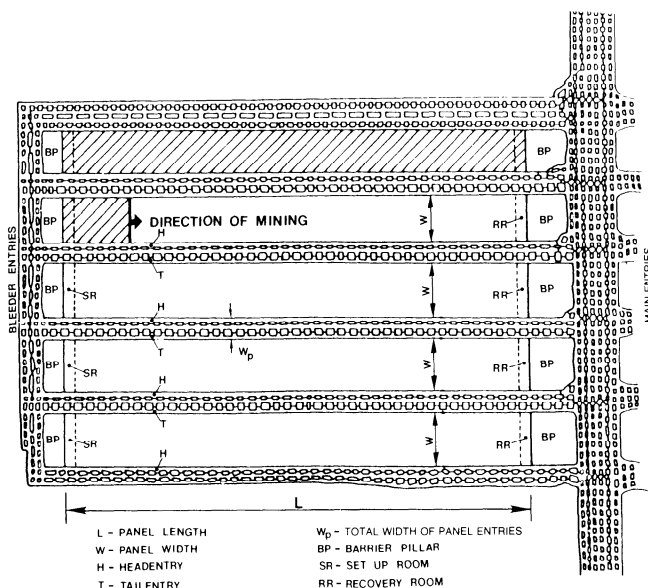 BP
BP
BP
W
RR
BP
DIRECTION OF MINING
H
T
BP
SR
W
RR
BP
H
Wp
T
BP
SR
W
RR
BP
H
T
BP
SR
W
RR
BP
H
BLEEDER ENTRIES
MAIN ENTRIES
L
L - PANEL LENGTH
W - PANEL WIDTH
H - HEADENTRY
T - TAILENTRY
Wp - TOTAL WIDTH OF PANEL ENTRIES
BP - BARRIER PILLAR
SR - SET UP ROOM
RR - RECOVERY ROOM